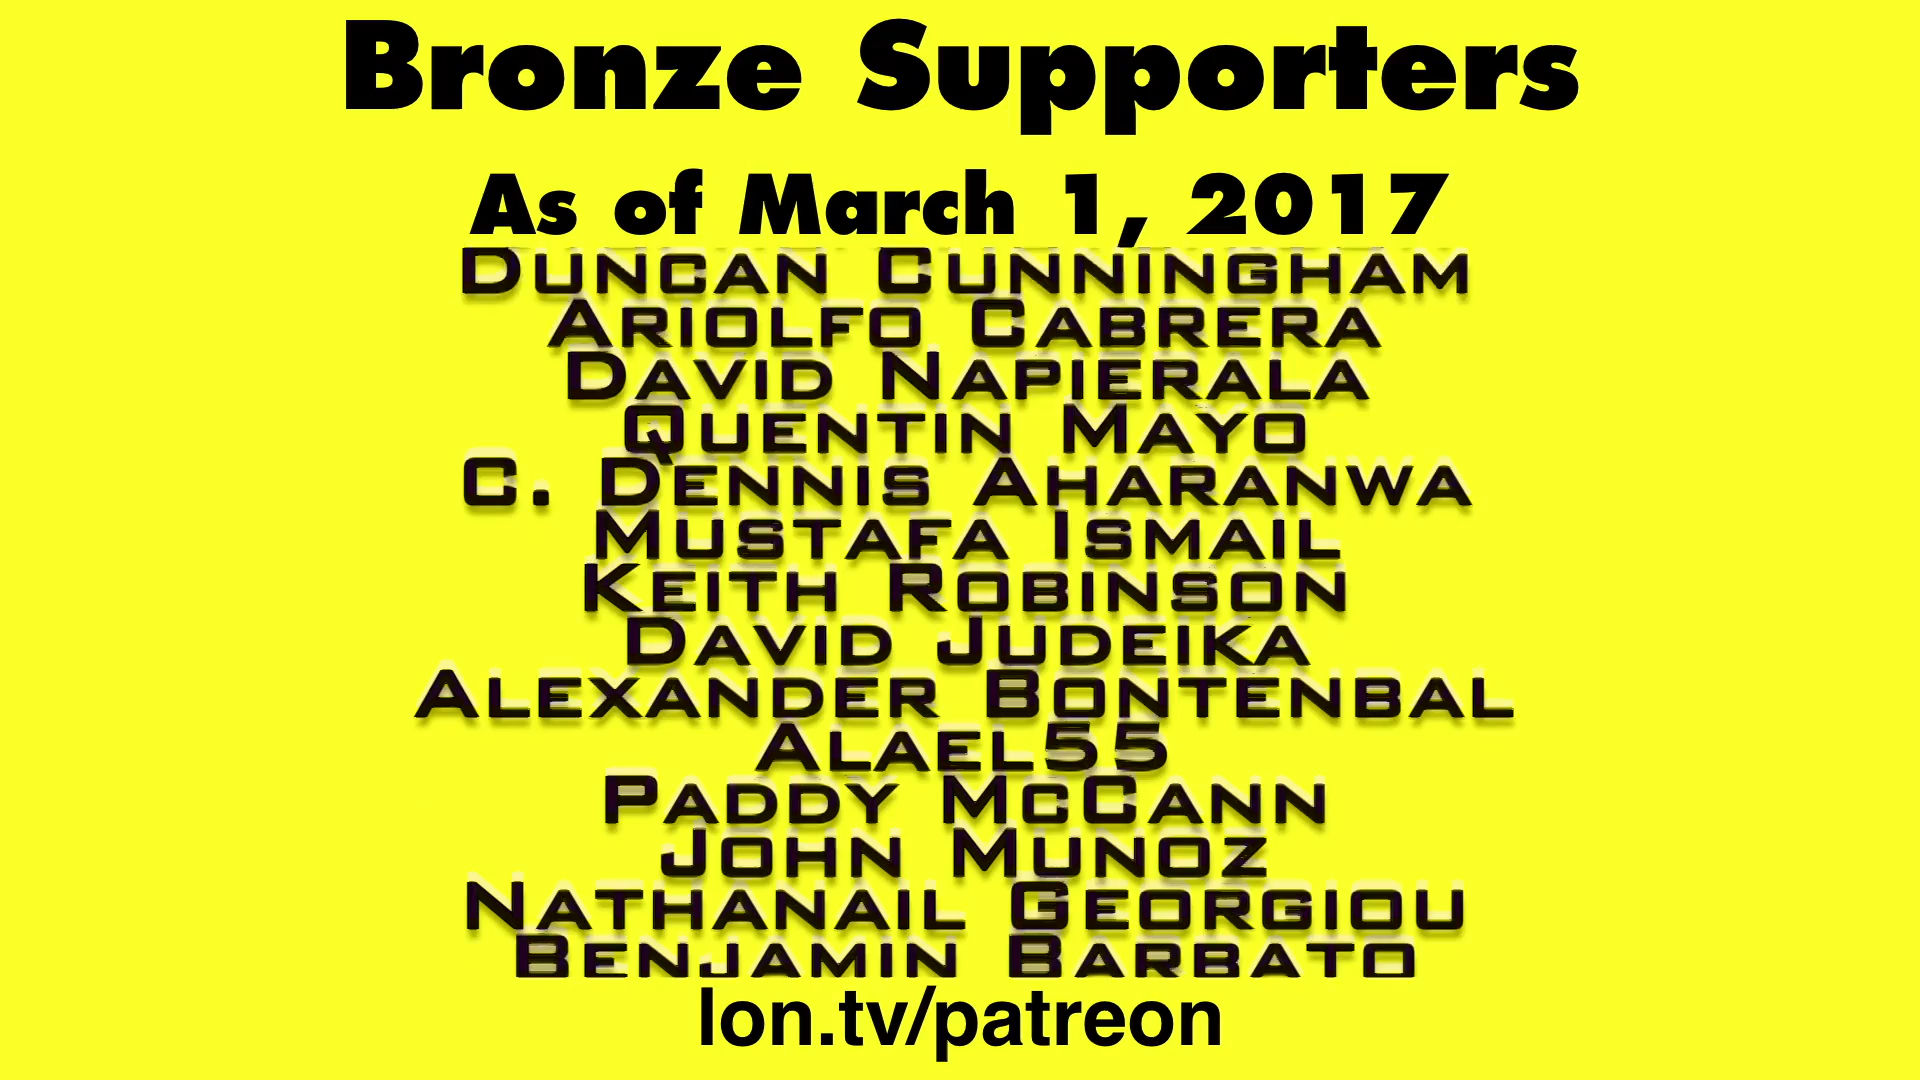 Bronze Supporters
As of March 1, 2017
Duncan Cunningham
Ariolfo Cabrera
David Napierala
Quentin Mayo
C. Dennis Aharanwa
Mustafa Ismail
Keith Robinson
David Judeika
Alexander Bontenbal
Alael55
Paddy McCann
John Munoz
Nathanail Georgiou
Benjamin Barbato
lon.tv/patreon